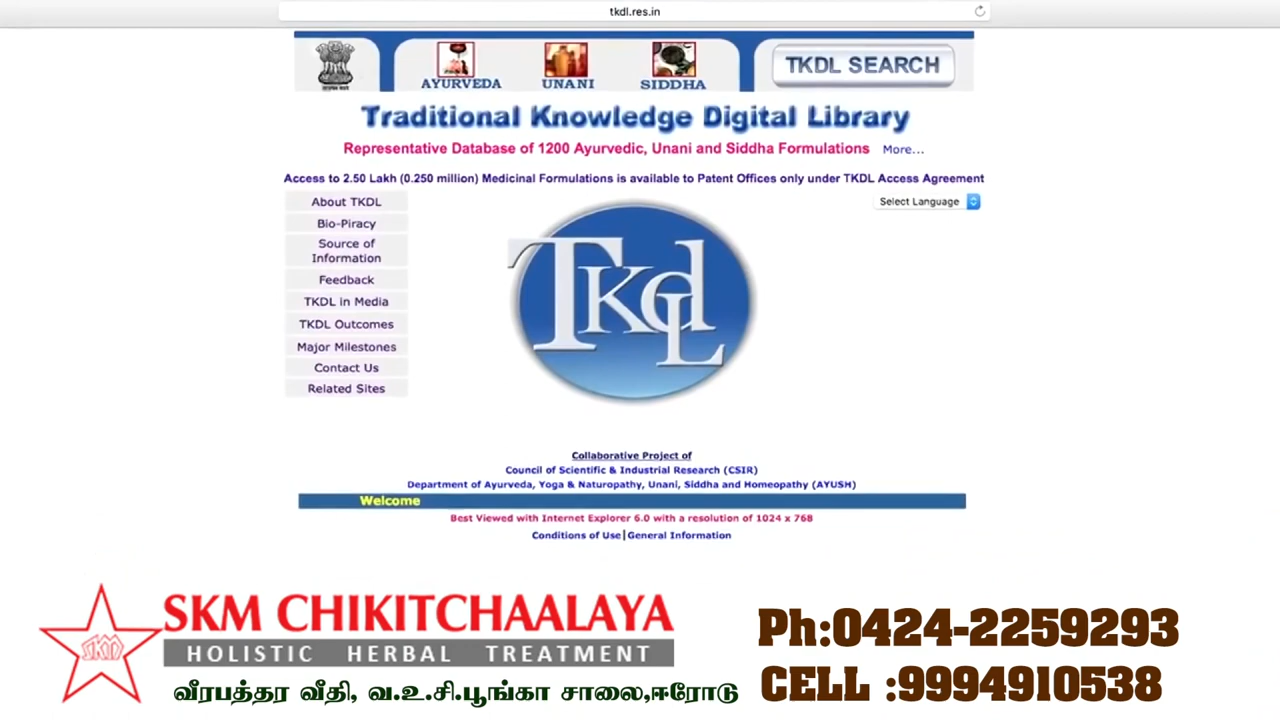 tkdl.res.in
AYURVEDA UNANI SIDDHA TKDL SEARCH
Traditional Knowledge Digital Library
Representative Database of 1200 Ayurvedic, Unani and Siddha Formulations More...
Access to 2.50 Lakh (0.250 million) Medicinal Formulations is available to Patent Offices only under TKDL Access Agreement
Select Language
About TKDL
Bio-Piracy
Source of
Information
Feedback
TKDL in Media
TKDL Outcomes
Major Milestones
Contact Us
Related Sites
TKdL
Collaborative Project of
Council of Scientific & Industrial Research (CSIR)
Department of Ayurveda, Yoga & Naturopathy, Unani, Siddha and Homeopathy (AYUSH)
Welcome
Best Viewed with Internet Explorer 6.0 with a resolution of 1024 x 768
Conditions of Use|General Information
SKM
SKM CHIKITCHAALAYA
HOLISTIC HERBAL TREATMENT
வீரபத்தர வீதி, வ.உ.சி.பூங்கா சாலை,ஈரோடு
Ph:0424-2259293
CELL :9994910538